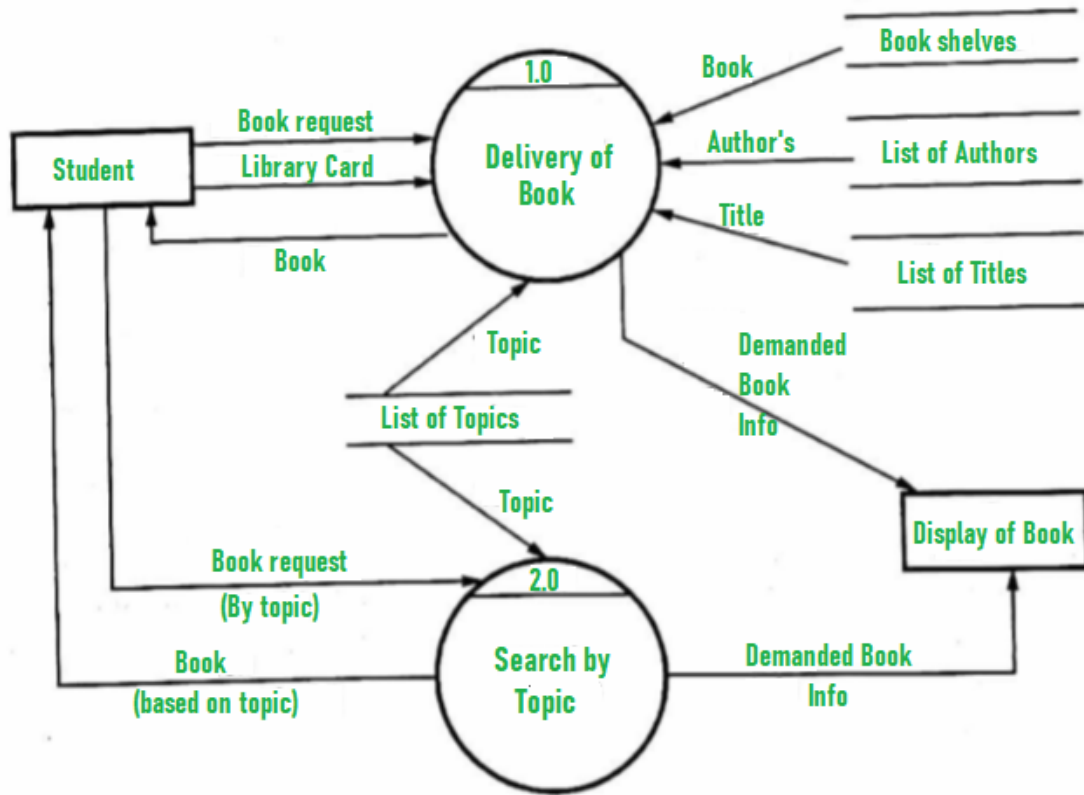 1.0
Delivery of
Book
Student
Book request
Library Card
Book
Book
Author's
Title
Book shelves
List of Authors
List of Titles
Topic
List of Topics
Topic
Demanded
Book
Info
Display of Book
Book request
(By topic)
Book
(based on topic)
2.0
Search by
Topic
Demanded Book
Info